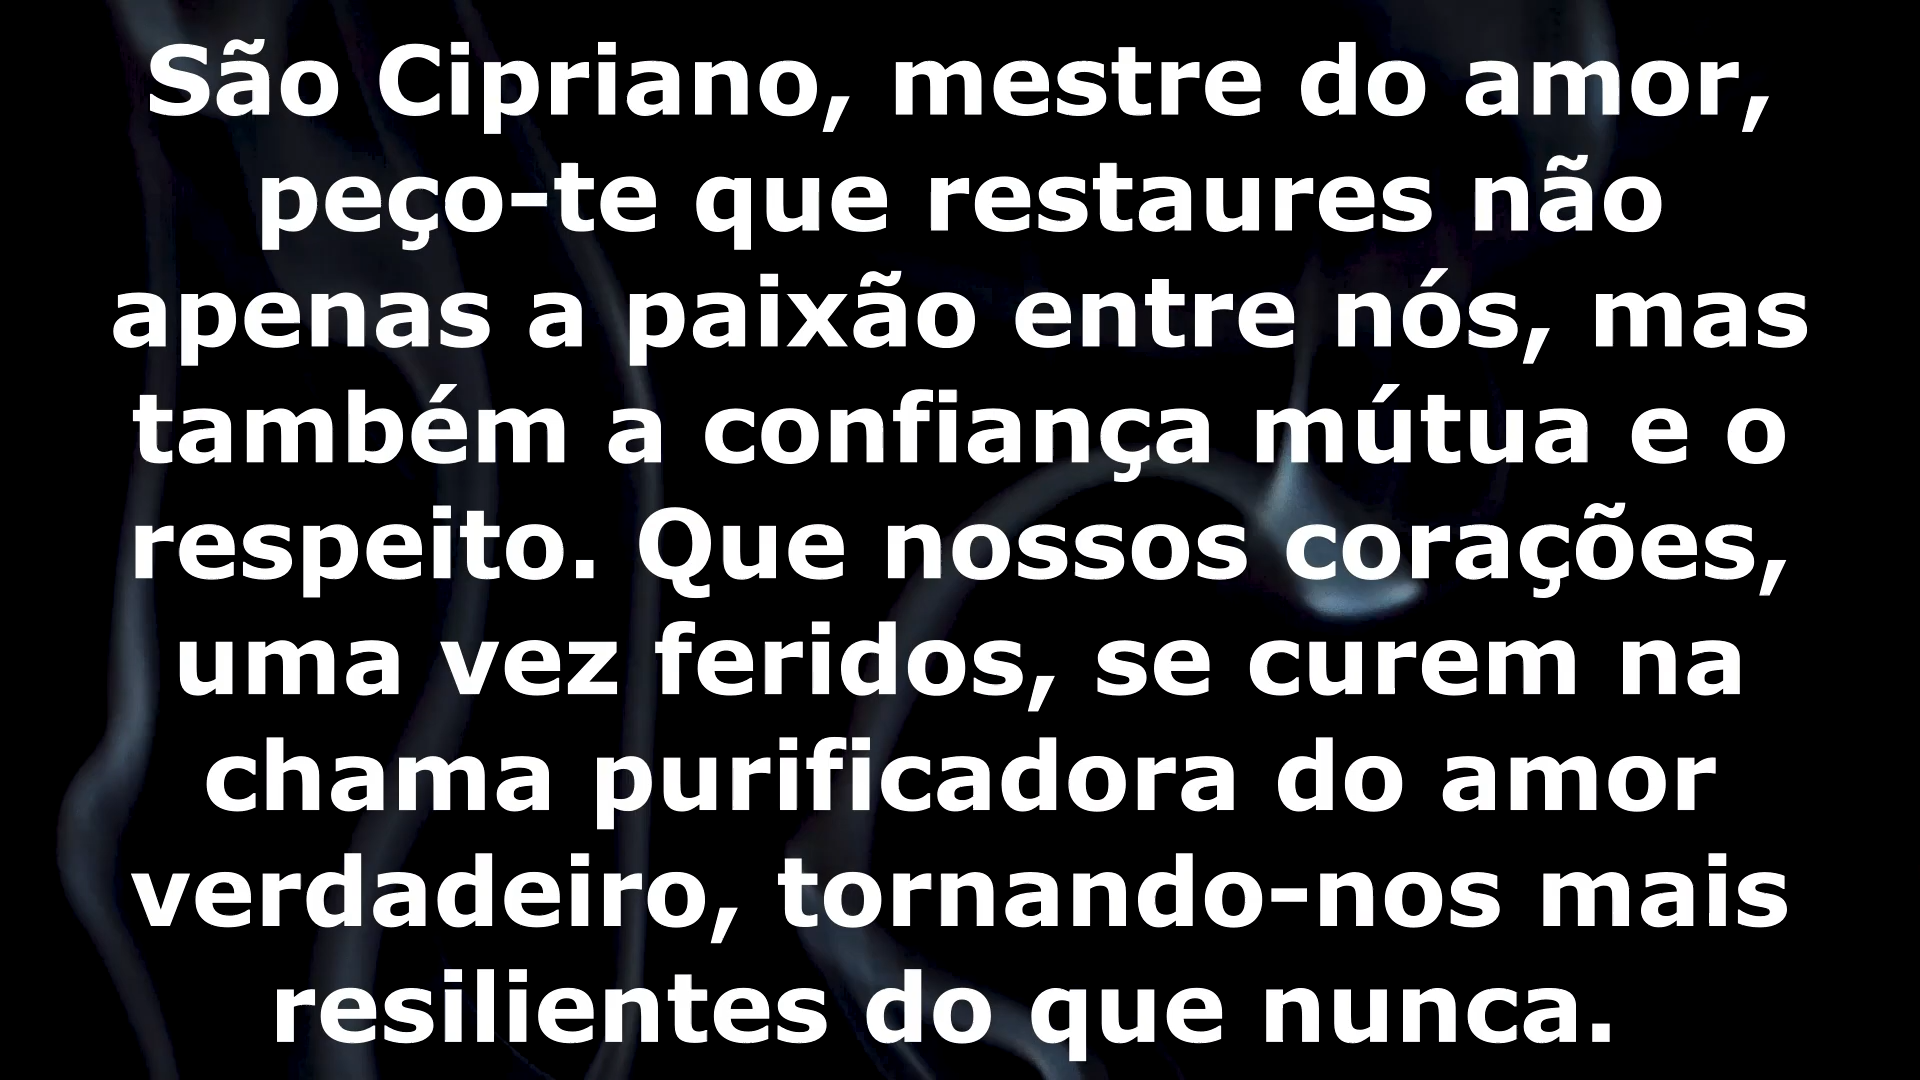 São Cipriano, mestre do amor,
peço-te que restaures não
apenas a paixão entre nós, mas
também a confiança mútua e o
respeito. Que nossos corações,
uma vez feridos, se curem na
chama purificadora do amor
verdadeiro, tornando-nos mais
resilientes do que nunca.